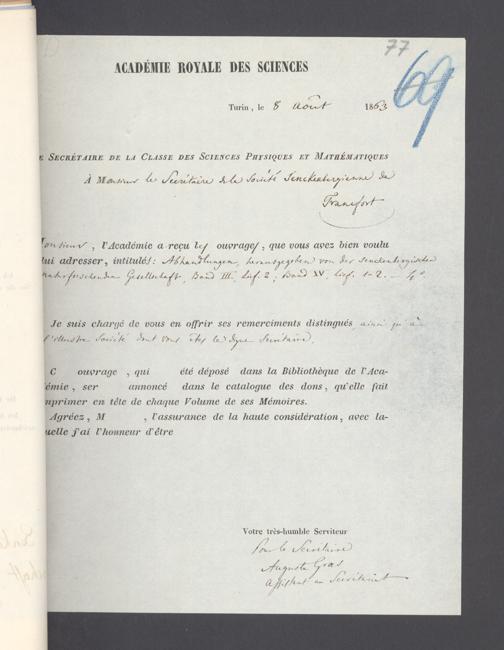 77
69
ACADÉMIE ROYALE DES SCIENCES
Turin, le 8 août 1863
E SECRÉTAIRE DE LA CLASSE DES SCIENCES PHYSIQUES ET MATHÉMATIQUES
À MONSIEUR le Secrétaire de la Société Senckenbergienne de
Francfort
onsieur, l'Académie a reçu les ouvrages, que vous avez bien voulu
lui adresser, intitulés: Abhandlungen, herausgegeben von der senckenbergischen
naturforschenden Gesellschaft, Band III, Lief. 2; Band XV, Lief. 1-2. — 4°.
Je suis chargé de vous en offrir ses remerciments distingués ainsi qu'à
l'illustre Société dont vous êtes le digne Secrétaire.
C ouvrage, qui été déposé dans la Bibliothèque de l'Aca-
démie, ser annoncé dans le catalogue des dons, qu'elle fait
mprimer en tête de chaque Volume de ses Mémoires.
Agréez, M , l'assurance de la haute considération, avec la-
uelle j'ai l'honneur d'être
Votre très-humble Serviteur
Pour le Secrétaire
Auguste Gras
Assistant au Secrétariat